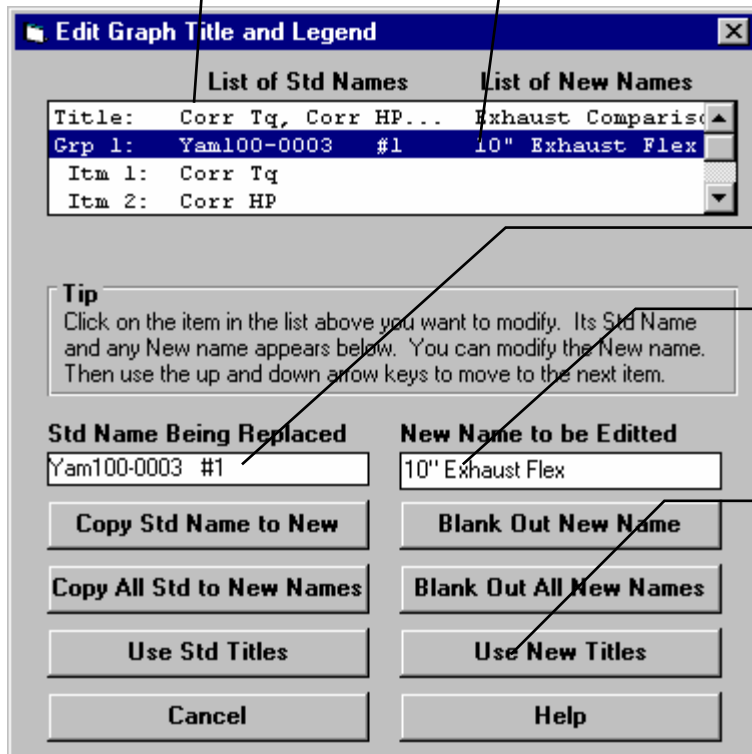 Edit Graph Title and Legend
List of Std Names List of New Names
Title: Corr Tq, Corr HP... Exhaust Comparis
Grp 1: Yam100-0003 #1 10" Exhaust Flex
Itm 1: Corr Tq
Itm 2: Corr HP
Tip
Click on the item in the list above you want to modify. Its Std Name
and any New name appears below. You can modify the New name.
Then use the up and down arrow keys to move to the next item.
Std Name Being Replaced New Name to be Editted
Yam100-0003 #1 10" Exhaust Flex
Copy Std Name to New Blank Out New Name
Copy All Std to New Names Blank Out All New Names
Use Std Titles Use New Titles
Cancel Help